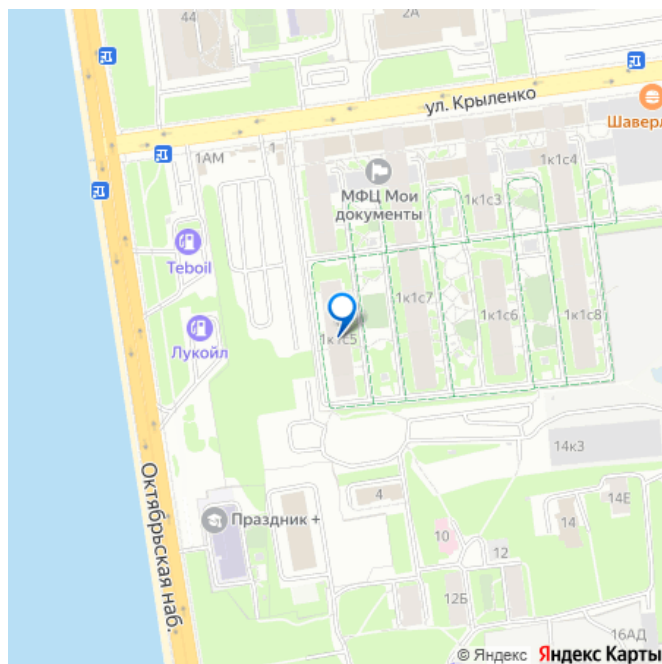 44
2А
ул. Крыленко
Шаверл
1АМ
1
1к1с4
МФЦ Мои
документы
1к1с3
Teboil
1к1с7
Лукойл
1к1с5
1к1с6
1к1с8
Октябрьская наб.
14к3
4
14Е
Праздник +
14
10
12
12Б
16АД
© Яндекс Яндекс Карты